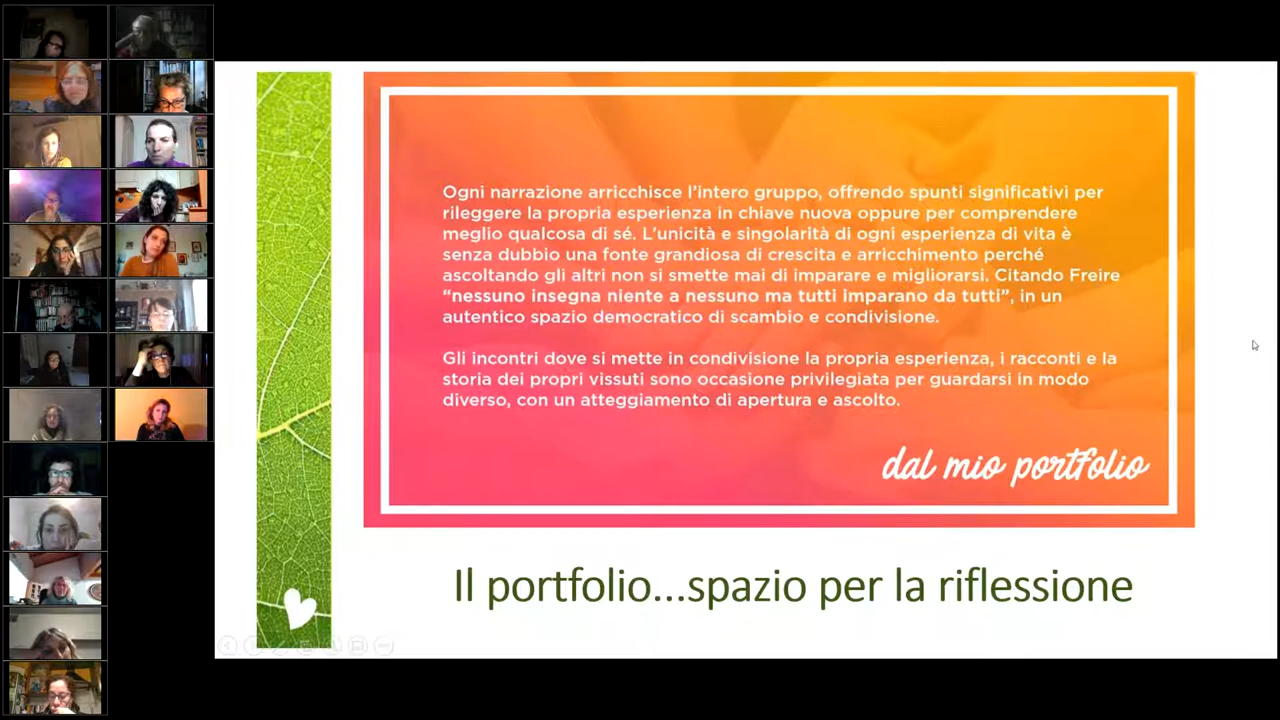 Ogni narrazione arricchisce l'intero gruppo, offrendo spunti significativi per
rileggere la propria esperienza in chiave nuova oppure per comprendere
meglio qualcosa di sé. L'unicità e singolarità di ogni esperienza di vita è
senza dubbio una fonte grandiosa di crescita e arricchimento perché
ascoltando gli altri non si smette mai di imparare e migliorarsi. Citando Freire
“nessuno insegna niente a nessuno ma tutti imparano da tutti”, in un
autentico spazio democratico di scambio e condivisione.
Gli incontri dove si mette in condivisione la propria esperienza, i racconti e la
storia dei propri vissuti sono occasione privilegiata per guardarsi in modo
diverso, con un atteggiamento di apertura e ascolto.
dal mio portfolio
Il portfolio...spazio per la riflessione